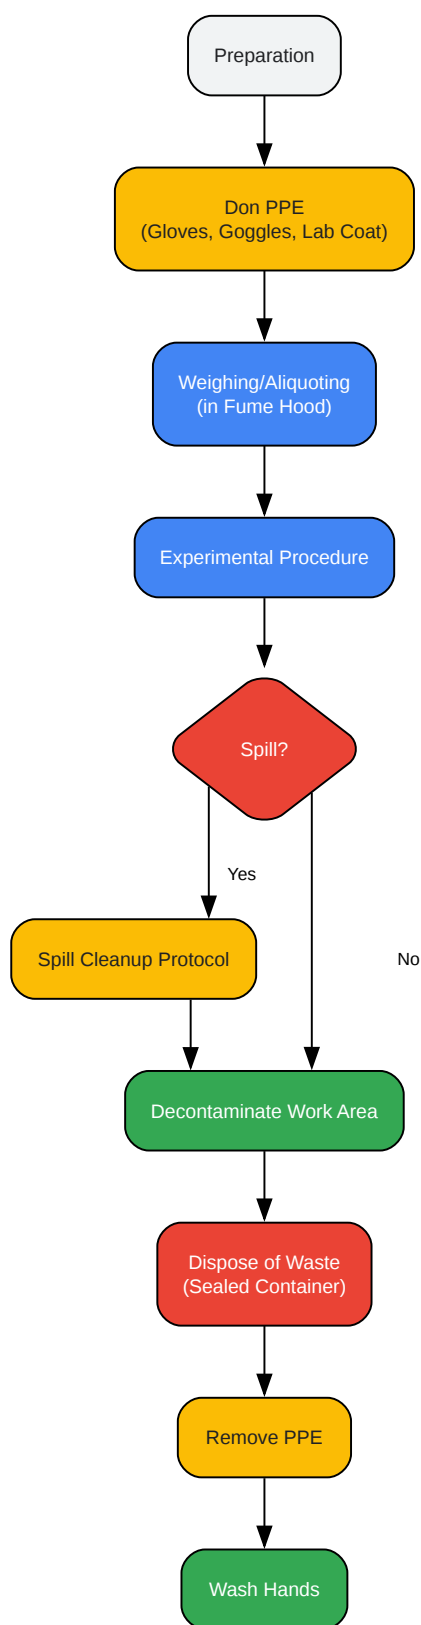 Preparation
Don PPE
(Gloves, Goggles, Lab Coat)
Weighing/Aliquoting
(in Fume Hood)
Experimental Procedure
Spill?
Yes
Spill Cleanup Protocol
No
Decontaminate Work Area
Dispose of Waste
(Sealed Container)
Remove PPE
Wash Hands